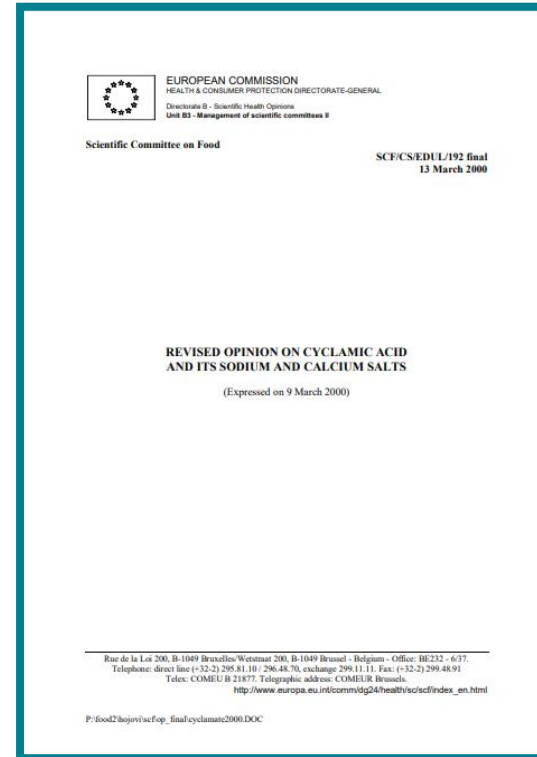 EUROPEAN COMMISSION
HEALTH & CONSUMER PROTECTION DIRECTORATE-GENERAL
Directorate B - Scientific Health Opinions
Unit B3 - Management of scientific committees II
Scientific Committee on Food
SCF/CS/EDUL/192 final
13 March 2000
REVISED OPINION ON CYCLAMIC ACID
AND ITS SODIUM AND CALCIUM SALTS
(Expressed on 9 March 2000)
Rue de la Loi 200, B-1049 Bruxelles/Wetstraat 200, B-1049 Brussel - Belgium - Office: BE232 - 6/37.
Telephone: direct line (+32-2) 295.81.10 / 296.48.70, exchange 299.11.11. Fax: (+32-2) 299.48.91
Telex: COMEU B 21877. Telegraphic address: COMEUR Brussels.
http://www.europa.eu.int/comm/dg24/health/sc/scf/index_en.html
P:\food2\hojovi\scf\op_final\cyclamate2000.DOC